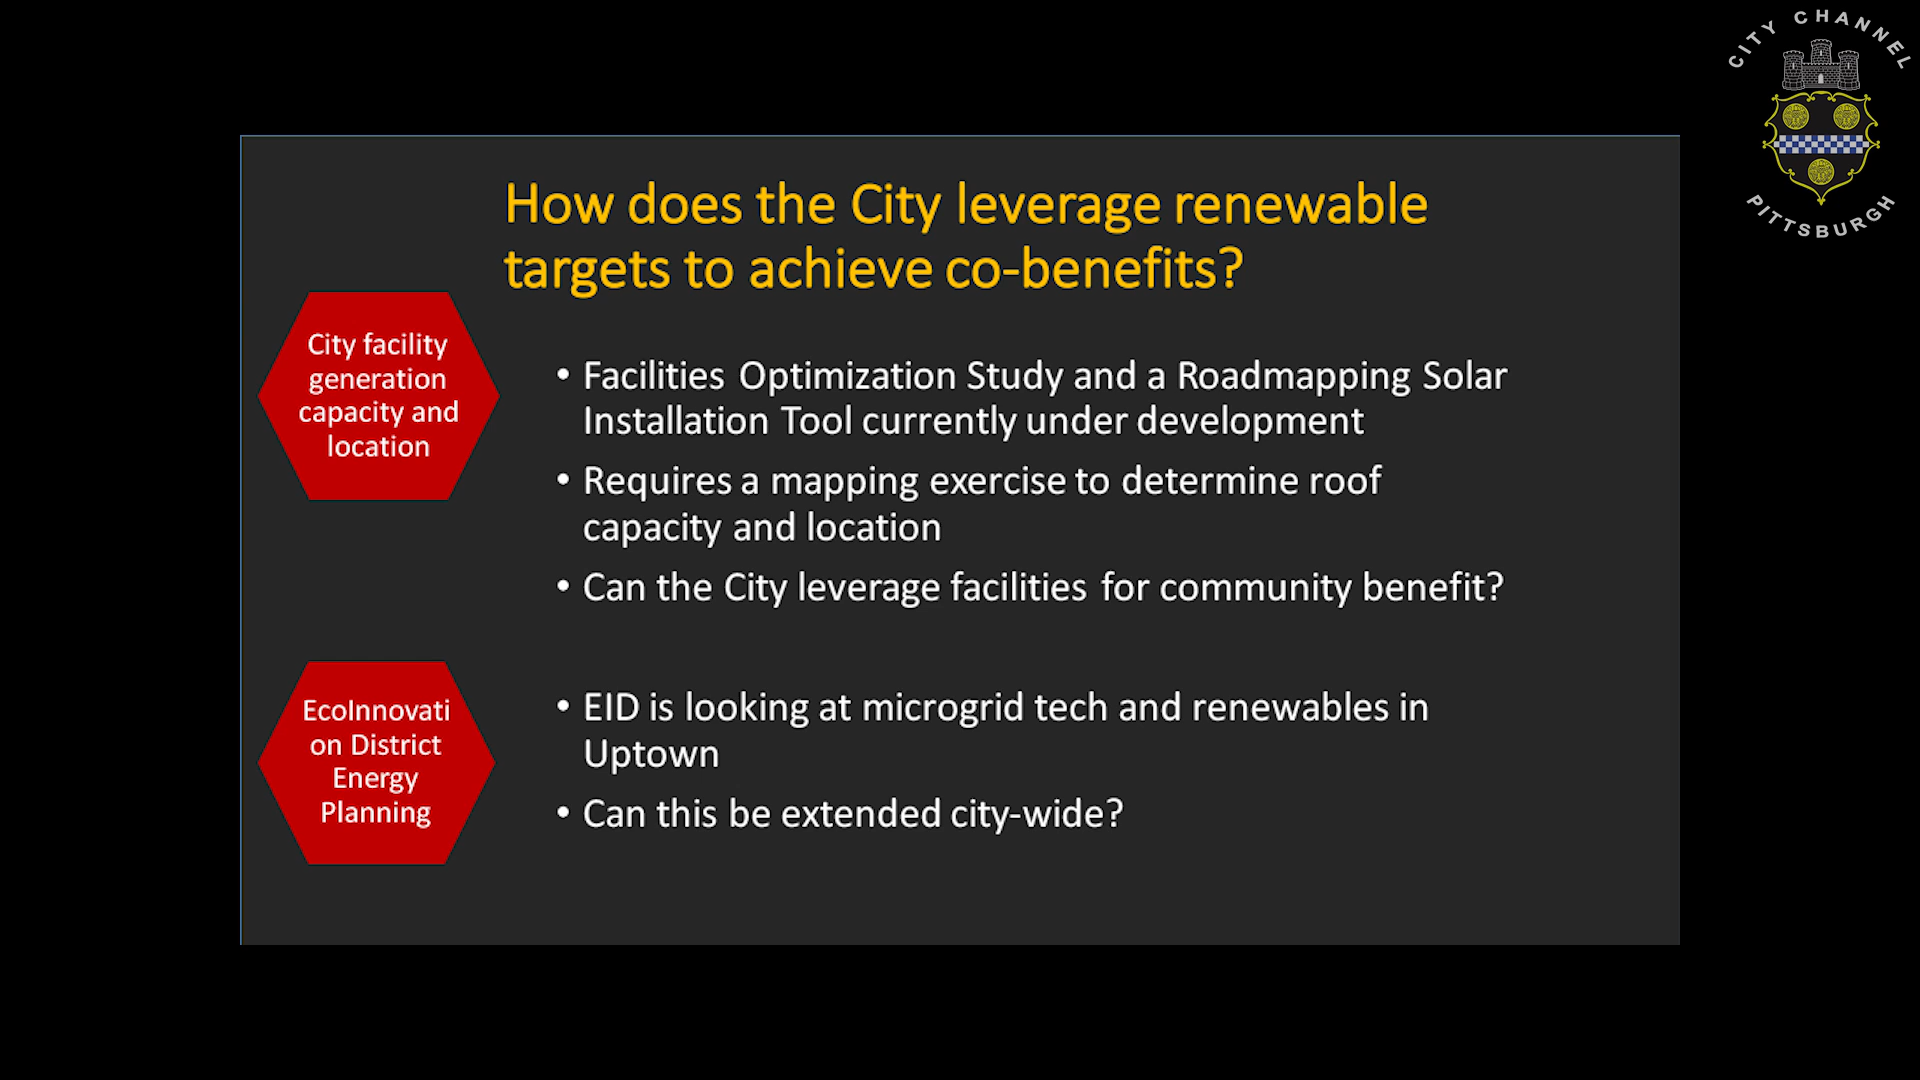 CITY CHANNEL
PITTSBURGH
How does the City leverage renewable
targets to achieve co-benefits?
City facility
generation
capacity and
location
• Facilities Optimization Study and a Roadmapping Solar
Installation Tool currently under development
• Requires a mapping exercise to determine roof
capacity and location
• Can the City leverage facilities for community benefit?
EcoInnovati
on District
Energy
Planning
• EID is looking at microgrid tech and renewables in
Uptown
• Can this be extended city-wide?